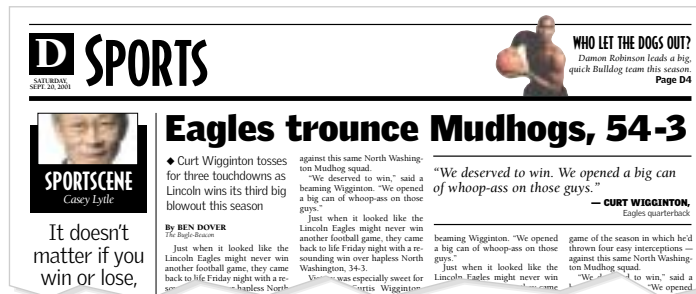 D
SPORTS
SATURDAY,
SEPT. 20, 2001
WHO LET THE DOGS OUT?
Damon Robinson leads a big,
quick Bulldog team this season.
Page D4
SPORTSCENE
Casey Lytle
It doesn't
matter if you
win or lose,
Eagles trounce Mudhogs, 54-3
◆ Curt Wigginton tosses
for three touchdowns as
Lincoln wins its third big
blowout this season
By BEN DOVER
The Bugle-Beacon
Just when it looked like the
Lincoln Eagles might never win
another football game, they came
back to life Friday night with a re-
hapless North
against this same North Washing-
ton Mudhog squad.
"We deserved to win," said a
beaming Wigginton. "We opened
a big can of whoop-ass on those
guys."
Just when it looked like the
Lincoln Eagles might never win
another football game, they came
back to life Friday night with a re-
sounding win over hapless North
Washington, 34-3.
was especially sweet for
Curtis Wigginton
"We deserved to win. We opened a big can
of whoop-ass on those guys."
— CURT WIGGINTON,
Eagles quarterback
beaming Wigginton. "We opened
a big can of whoop-ass on those
guys."
Just when it looked like the
Lincoln Eagles might never win
they came
game of the season in which he'd
thrown four easy interceptions —
against this same North Washing-
ton Mudhog squad.
to win," said a
"We opened